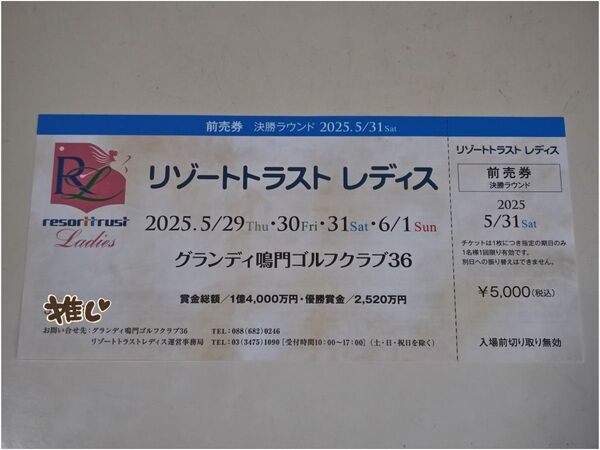 前売券 決勝ラウンド 2025.5/31 Sat
RL
resorttrust
Ladies
リゾートトラスト レディス
2025.5/29 Thu・30 Fri・31 Sat・6/1 Sun
グランディ鳴門ゴルフクラブ36
賞金総額/1億4,000万円・優勝賞金/2,520万円
推し
お問い合せ先:グランディ鳴門ゴルフクラブ36 TEL:088(682)0246
リゾートトラストレディス運営事務局 TEL:03(3475)1090[受付時間10:00~17:00](土・日・祝日を除く)
リゾートトラスト レディス
前売券
決勝ラウンド
2025
5/31 Sat
チケットは1枚につき指定の期日のみ
1名様1回限り有効です。
別日への振り替えはできません。
¥5,000(税込)
入場前切り取り無効